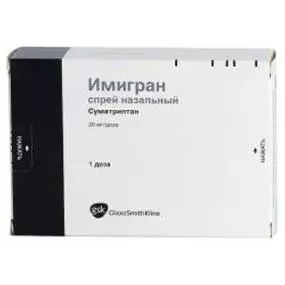 Имигран
спрей назальный
Суматриптан
20 мг/доза
1 доза
НАЖАТЬ
НАЖАТЬ
gsk GlaxoSmithKline